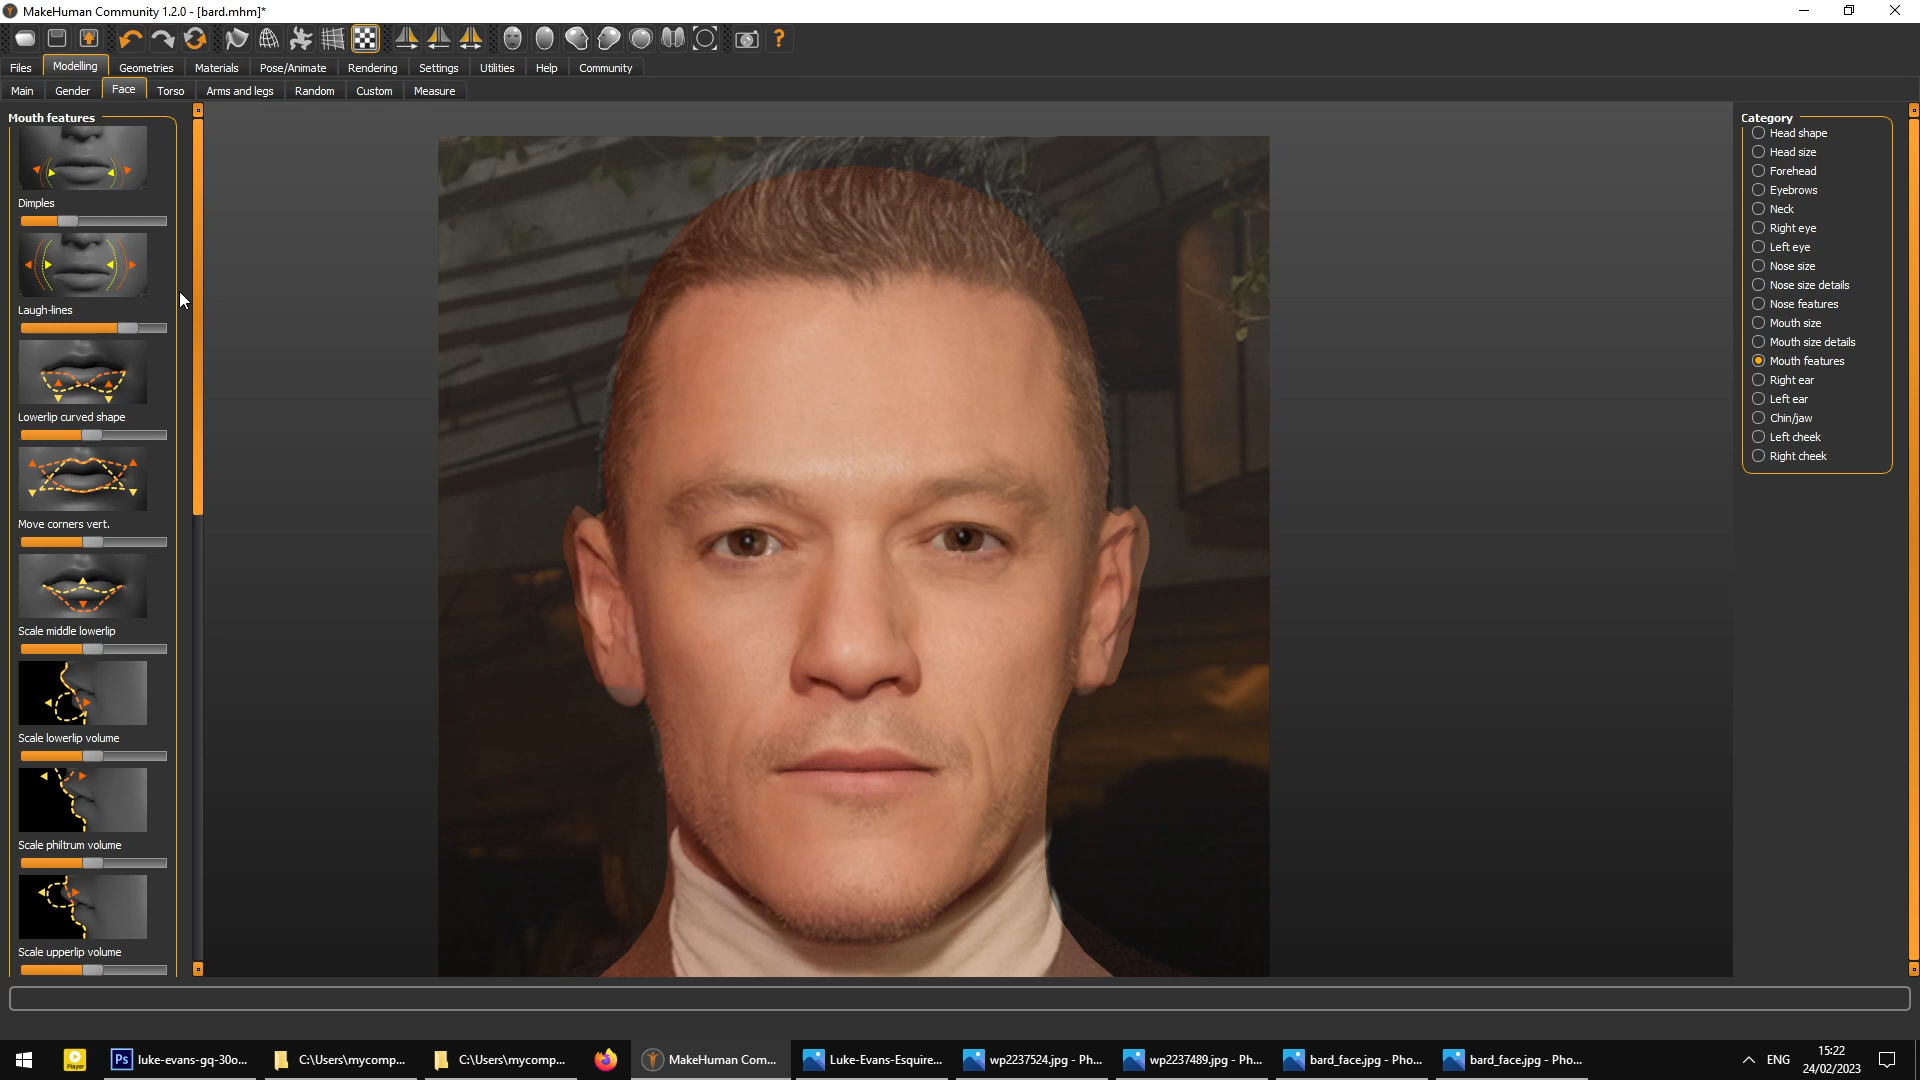 MakeHuman Community 1.2.0 - [bard.mhm]*
Files Modelling Geometries Materials Pose/Animate Rendering Settings Utilities Help Community
Main Gender Face Torso Arms and legs Random Custom Measure
Mouth features
Dimples
Laugh-lines
Lowerlip curved shape
Move corners vert.
Scale middle lowerlip
Scale lowerlip volume
Scale philtrum volume
Scale upperlip volume
Category
Head shape
Head size
Forehead
Eyebrows
Neck
Right eye
Left eye
Nose size
Nose size details
Nose features
Mouth size
Mouth size details
Mouth features
Right ear
Left ear
Chin/jaw
Left cheek
Right cheek
Player
Ps luke-evans-gq-30o...
C:\Users\mycomp...
C:\Users\mycomp...
MakeHuman Com...
Luke-Evans-Esquire...
wp2237524.jpg - Ph...
wp2237489.jpg - Ph...
bard_face.jpg - Pho...
bard_face.jpg - Pho...
ENG
15:22
24/02/2023